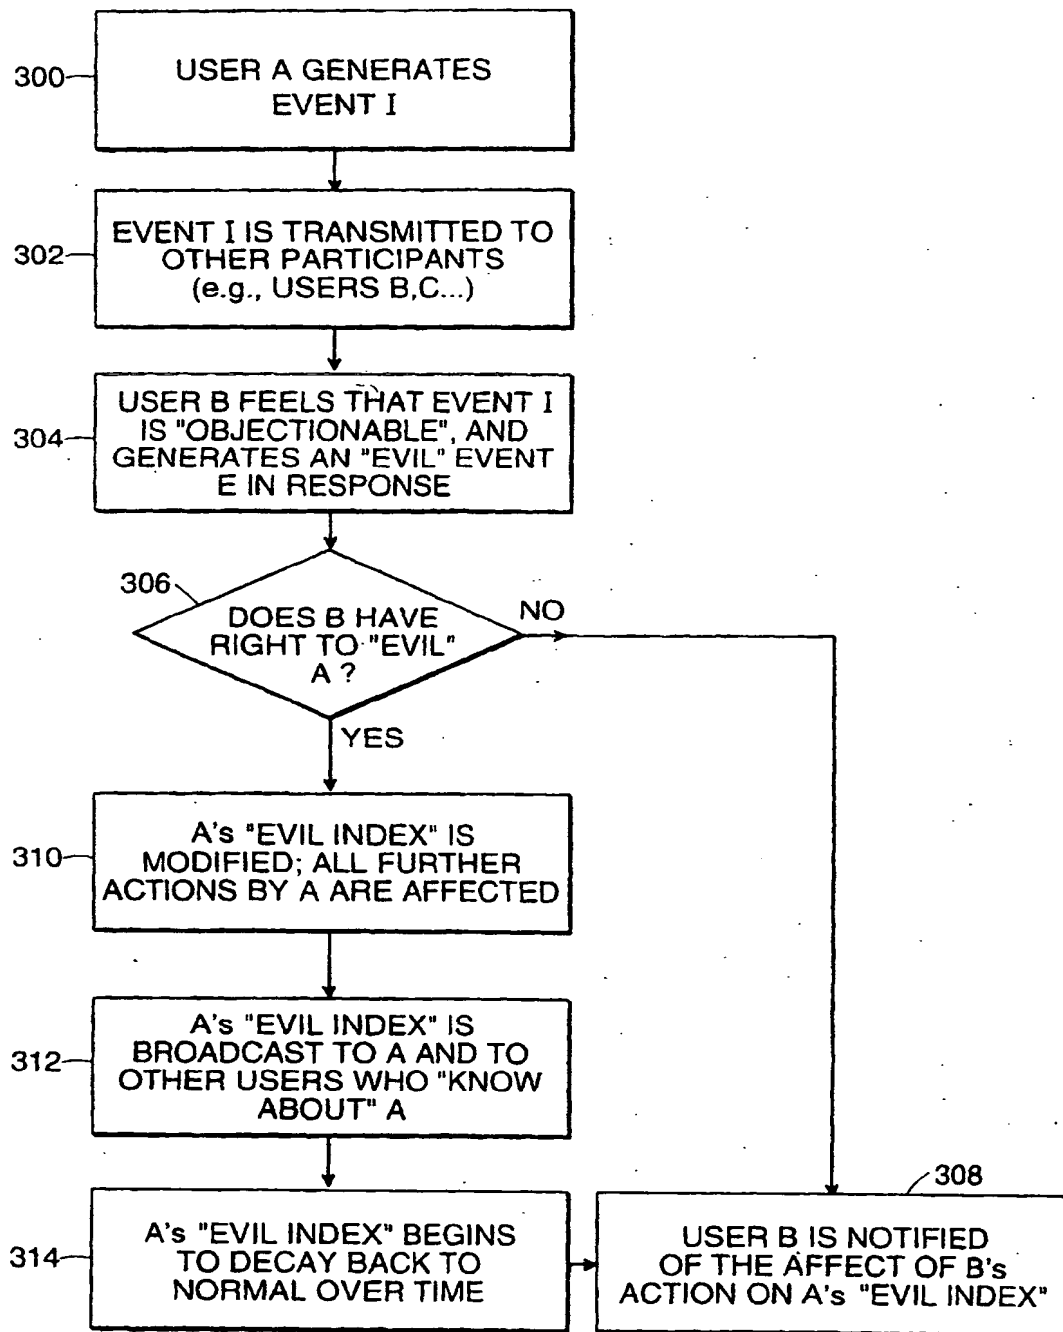 300
USER A GENERATES
EVENT I
302
EVENT I IS TRANSMITTED TO
OTHER PARTICIPANTS
(e.g., USERS B,C...)
304
USER B FEELS THAT EVENT I
IS "OBJECTIONABLE", AND
GENERATES AN "EVIL" EVENT
E IN RESPONSE
306
DOES B HAVE
RIGHT TO "EVIL"
A ?
NO
YES
310
A's "EVIL INDEX" IS
MODIFIED; ALL FURTHER
ACTIONS BY A ARE AFFECTED
312
A's "EVIL INDEX" IS
BROADCAST TO A AND TO
OTHER USERS WHO "KNOW
ABOUT" A
314
A's "EVIL INDEX" BEGINS
TO DECAY BACK TO
NORMAL OVER TIME
308
USER B IS NOTIFIED
OF THE AFFECT OF B's
ACTION ON A's "EVIL INDEX"